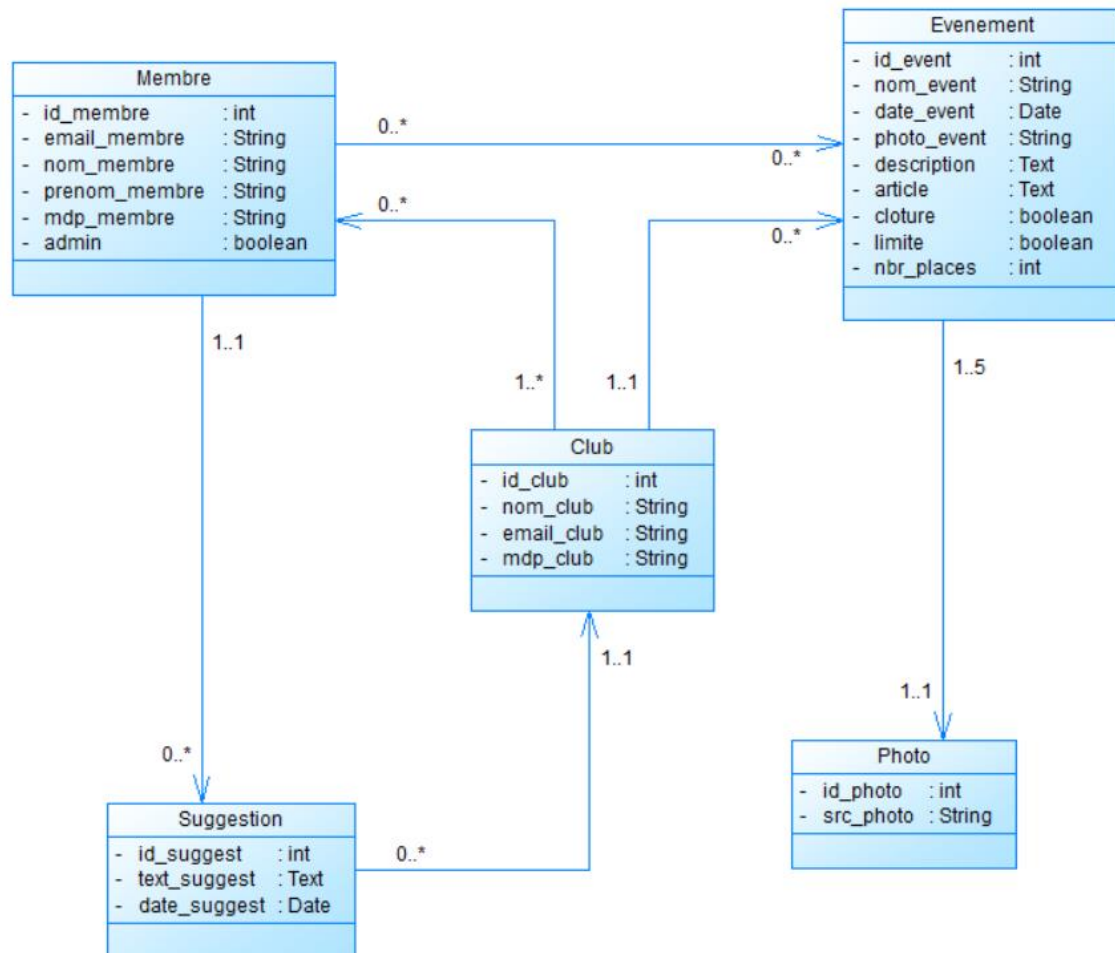 Evenement
- id_event : int
- nom_event : String
- date_event : Date
- photo_event : String
- description : Text
- article : Text
- cloture : boolean
- limite : boolean
- nbr_places : int
Membre
- id_membre : int
- email_membre : String
- nom_membre : String
- prenom_membre : String
- mdp_membre : String
- admin : boolean
0..*
0..*
0..*
0..*
1..1
1..*
1..1
1..5
Club
- id_club : int
- nom_club : String
- email_club : String
- mdp_club : String
1..1
1..1
0..*
Photo
- id_photo : int
- src_photo : String
Suggestion
- id_suggest : int
- text_suggest : Text
- date_suggest : Date
0..*